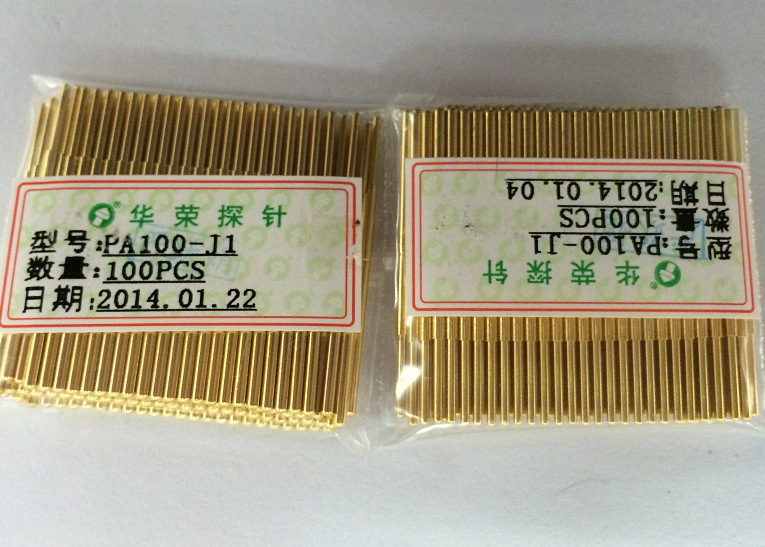 ® 华荣探针
型号:PA100-J1
数量:100PCS
日期:2014.01.22
华荣探针
型号:PA100-J1
数量:100PCS
日期:2014.01.04